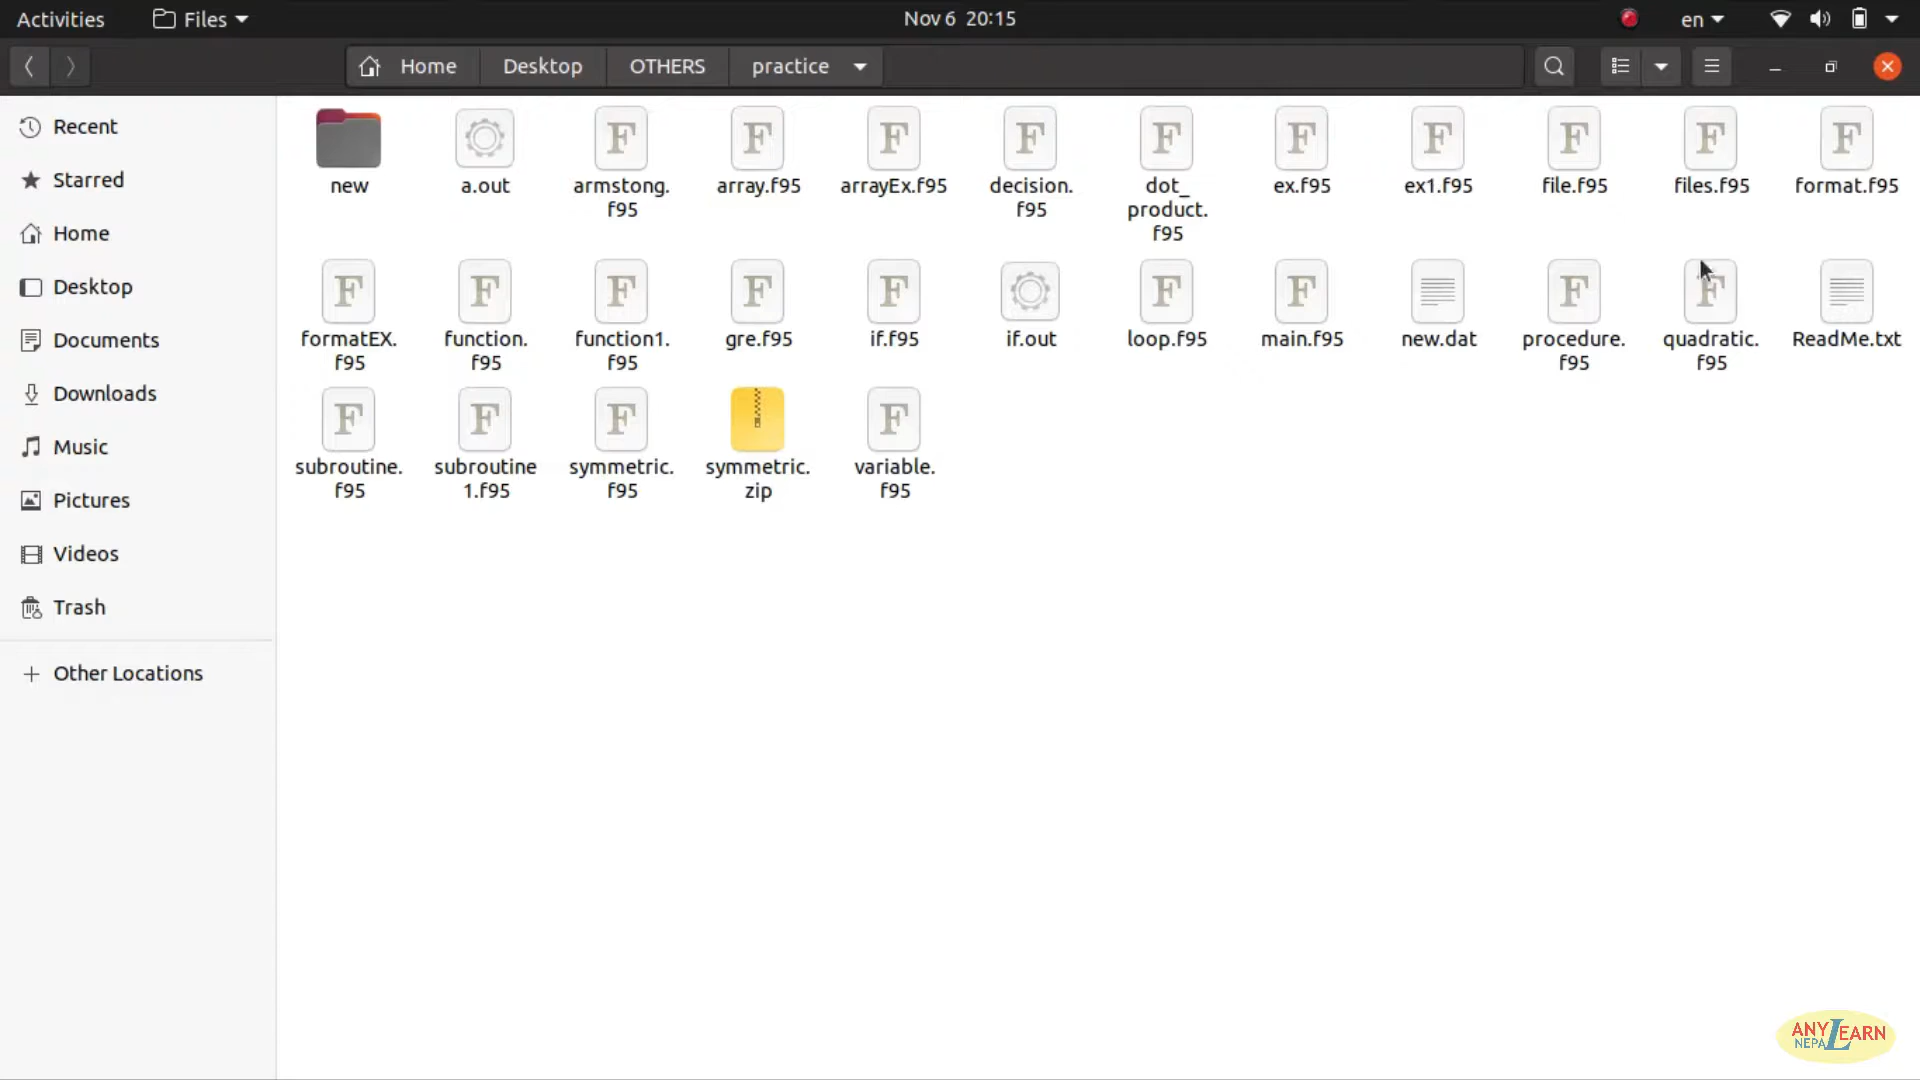 Activities Files Nov 6 20:15 en
Home Desktop OTHERS practice
Recent
Starred
Home
Desktop
Documents
Downloads
Music
Pictures
Videos
Trash
Other Locations
new a.out armstong. array.f95 arrayEx.f95 decision. dot_ ex.f95 ex1.f95 file.f95 files.f95 format.f95
f95 f95 product.
f95
formatEX. function. function1. gre.f95 if.f95 if.out loop.f95 main.f95 new.dat procedure. quadratic. ReadMe.txt
f95 f95 f95 f95 f95
subroutine. subroutine symmetric. symmetric. variable.
f95 1.f95 f95 zip f95
ANY LEARN
NEPAL